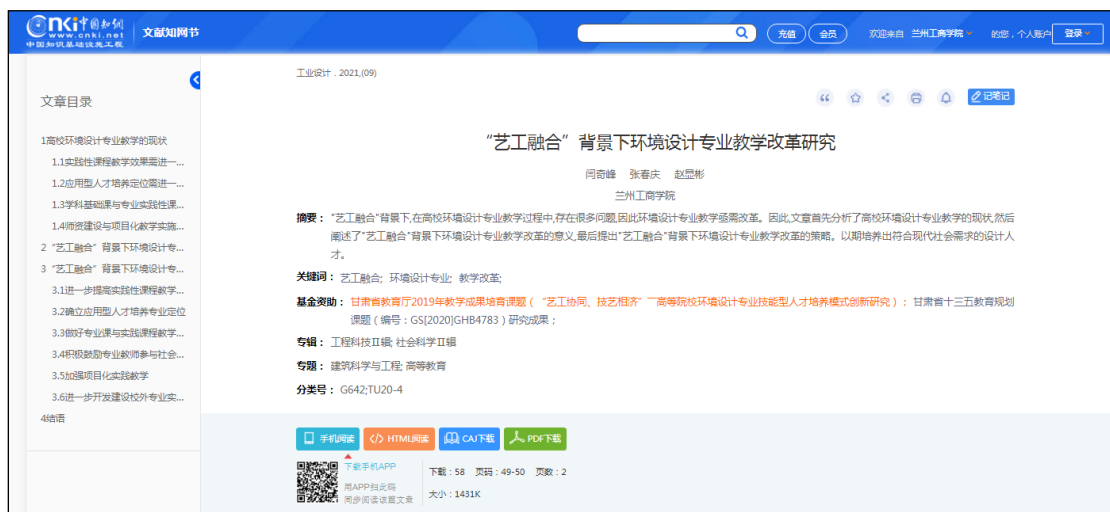 cnki中国知网
www.cnki.net
中国知识基础设施工程
文献知网节
充值
会员
欢迎来自 兰州工商学院 的您，个人账户 登录
文章目录
1高校环境设计专业教学的现状
1.1实践性课程教学效果需进一...
1.2应用型人才培养定位需进一...
1.3学科基础课与专业实践性课...
1.4师资建设与项目化教学实施...
2 “艺工融合”背景下环境设计专...
3 “艺工融合”背景下环境设计专...
3.1进一步提高实践性课程教学...
3.2确立应用型人才培养专业定位
3.3做好专业课与实践课程教学...
3.4积极鼓励专业教师参与社会...
3.5加强项目化实践教学
3.6进一步开发建设校外专业实...
4结语
工业设计 . 2021,(09)
记笔记
“艺工融合”背景下环境设计专业教学改革研究
闫奇峰 张春庆 赵显彬
兰州工商学院
摘要： "艺工融合"背景下,在高校环境设计专业教学过程中,存在很多问题,因此环境设计专业教学亟需改革。因此,文章首先分析了高校环境设计专业教学的现状,然后
阐述了"艺工融合"背景下环境设计专业教学改革的意义,最后提出"艺工融合"背景下环境设计专业教学改革的策略。以期培养出符合现代社会需求的设计人
才。
关键词： 艺工融合; 环境设计专业; 教学改革;
基金资助： 甘肃省教育厅2019年教学成果培育课题（ “艺工协同、技艺相济”￣高等院校环境设计专业技能型人才培养模式创新研究）； 甘肃省十三五教育规划
课题（编号：GS[2020]GHB4783）研究成果；
专辑： 工程科技Ⅱ辑; 社会科学Ⅱ辑
专题： 建筑科学与工程; 高等教育
分类号： G642;TU20-4
手机阅读
HTML阅读
CAJ下载
PDF下载
下载手机APP
用APP扫此码
同步阅读该篇文章
下载：58 页码：49-50 页数：2
大小：1431K